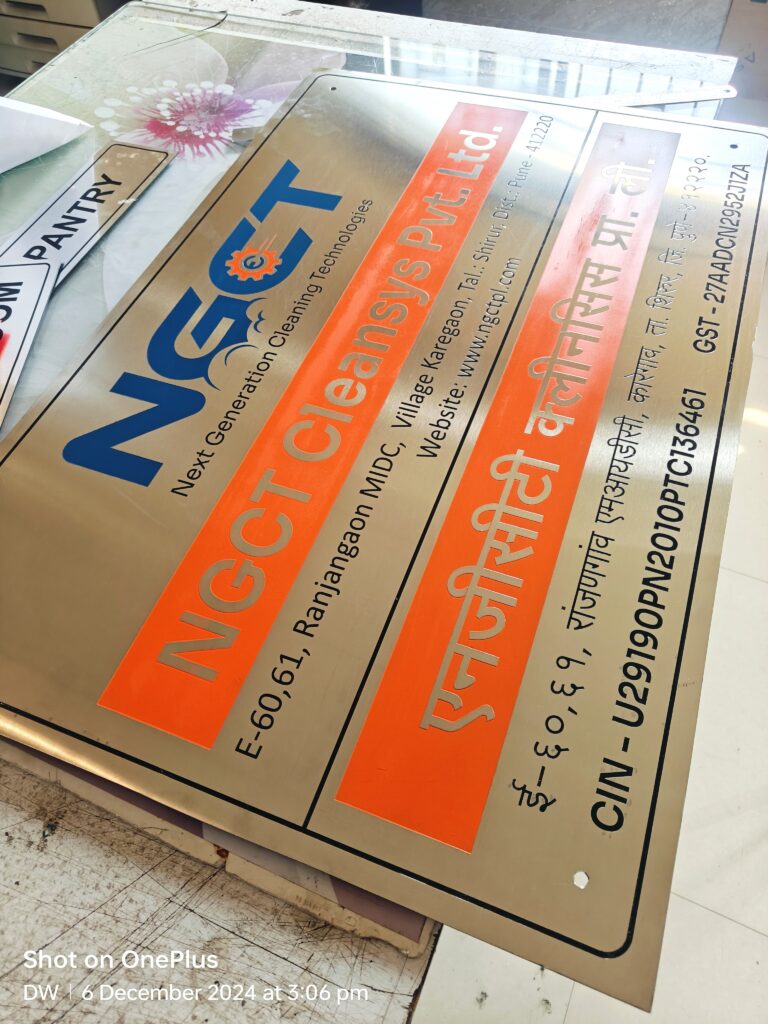 NGCT
Next Generation Cleaning Technologies
NGCT Cleansys Pvt. Ltd.
E-60,61, Ranjangaon MIDC, Village Karegaon, Tal.: Shirur, Dist.: Pune - 412220
Website: www.ngctpl.com
एनजीसीटी क्लीनसिस प्रा. ली.
ई-६०,६१, रांजणगांव एमआयडीसी, कारेगाव, ता. शिरुर, जि. पुणे-४१२२२०.
CIN - U29190PN2010PTC136461 GST - 27AADCN2952J1ZA
PANTRY
Shot on OnePlus
DW | 6 December 2024 at 3:06 pm